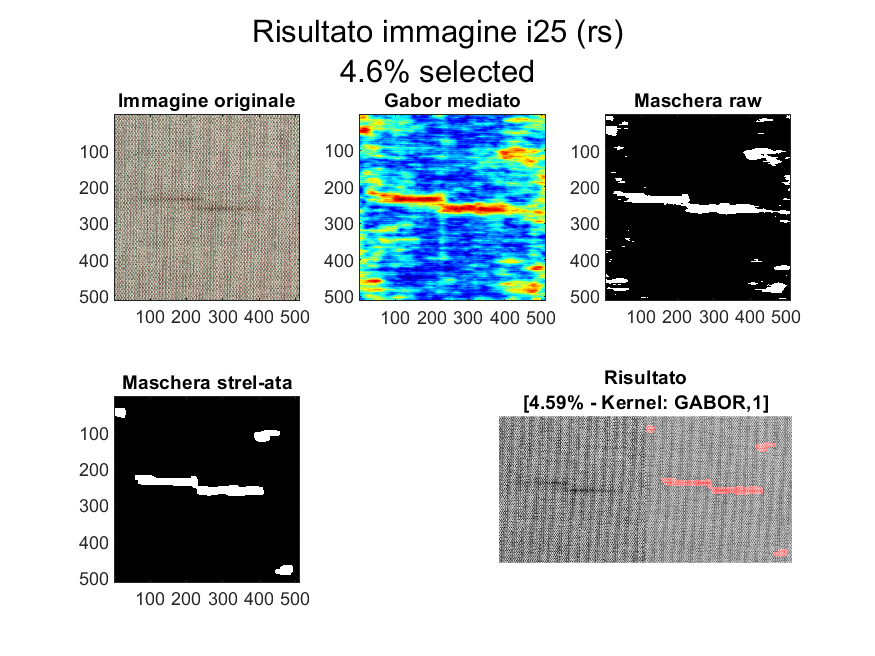 Risultato immagine i25 (rs)
4.6% selected
Immagine originale
100
200
300
400
500
100 200 300 400 500
Gabor mediato
100
200
300
400
500
100 200 300 400 500
Maschera raw
100
200
300
400
500
100 200 300 400 500
Maschera strel-ata
100
200
300
400
500
100 200 300 400 500
Risultato
[4.59% - Kernel: GABOR,1]